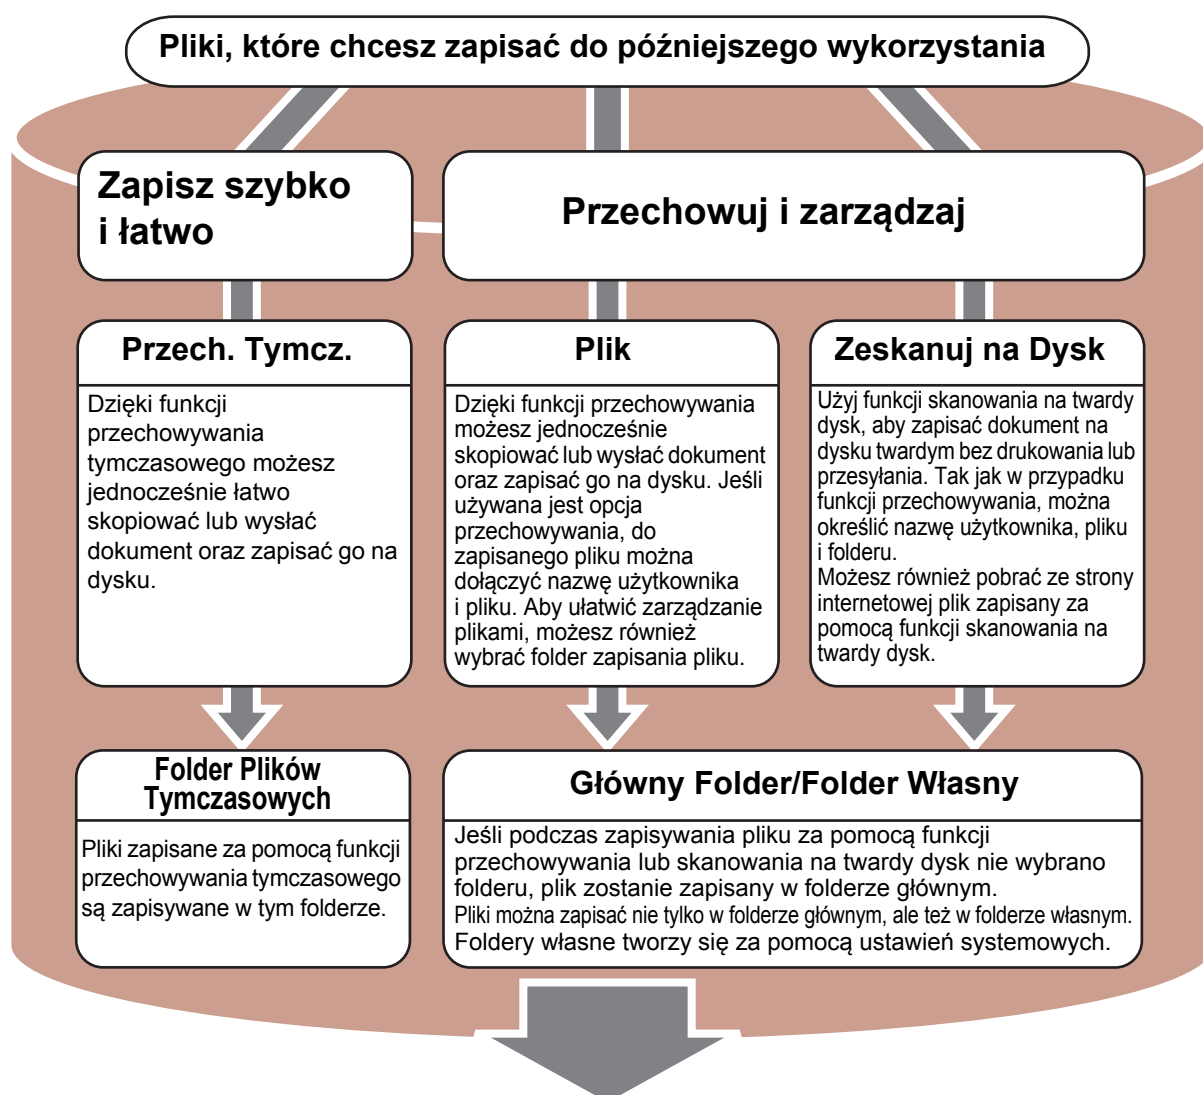 Pliki, które chcesz zapisać do późniejszego wykorzystania
Zapisz szybko
i łatwo
Przechowuj i zarządzaj
Przech. Tymcz.
Dzięki funkcji
przechowywania
tymczasowego możesz
jednocześnie łatwo
skopiować lub wysłać
dokument oraz zapisać go na
dysku.
Plik
Dzięki funkcji przechowywania
możesz jednocześnie
skopiować lub wysłać dokument
oraz zapisać go na dysku. Jeśli
używana jest opcja
przechowywania, do
zapisanego pliku można
dołączyć nazwę użytkownika
i pliku. Aby ułatwić zarządzanie
plikami, możesz również
wybrać folder zapisania pliku.
Zeskanuj na Dysk
Użyj funkcji skanowania na twardy
dysk, aby zapisać dokument na
dysku twardym bez drukowania lub
przesyłania. Tak jak w przypadku
funkcji przechowywania, można
określić nazwę użytkownika, pliku
i folderu.
Możesz również pobrać ze strony
internetowej plik zapisany za
pomocą funkcji skanowania na
twardy dysk.
Folder Plików
Tymczasowych
Pliki zapisane za pomocą funkcji
przechowywania tymczasowego
są zapisywane w tym folderze.
Główny Folder/Folder Własny
Jeśli podczas zapisywania pliku za pomocą funkcji
przechowywania lub skanowania na twardy dysk nie wybrano
folderu, plik zostanie zapisany w folderze głównym.
Pliki można zapisać nie tylko w folderze głównym, ale też w folderze własnym.
Foldery własne tworzy się za pomocą ustawień systemowych.